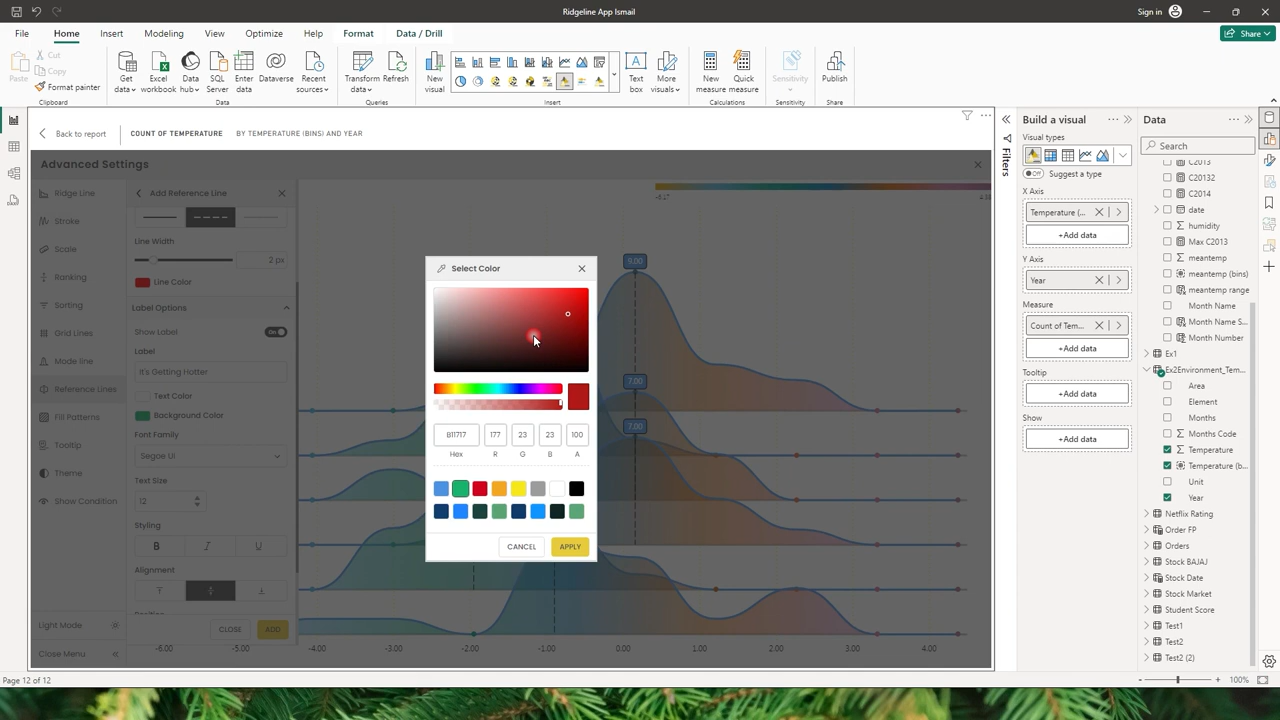 Ridgeline App Ismail
Sign in
File Home Insert Modeling View Optimize Help Format Data / Drill
Share
Paste
Cut
Copy
Format painter
Clipboard
Get data
Excel workbook
Data hub
SQL Server
Enter data
Dataverse
Recent sources
Data
Transform data
Refresh
Queries
New visual
Text box
More visuals
Insert
New measure
Quick measure
Calculations
Sensitivity
Sensitivity
Publish
Share
Back to report
COUNT OF TEMPERATURE
BY TEMPERATURE (BINS) AND YEAR
Advanced Settings
Ridge Line
Stroke
Scale
Ranking
Sorting
Grid Lines
Mode line
Reference Lines
Fill Patterns
Tooltip
Theme
Show Condition
Light Mode
Close Menu
Add Reference Line
Line Width
2 px
Line Color
Label Options
Show Label
On
Label
It's Getting Hotter
Text Color
Background Color
Font Family
Segoe UI
Text Size
12
Styling
B I U
Alignment
CLOSE ADD
Select Color
B11717 177 23 23 100
Hex R G B A
CANCEL APPLY
9.00
7.00
7.00
-6.00 -5.00 -4.00 -3.00 -2.00 -1.00 0.00 1.00 2.00 3.00 4.00
Filters
Build a visual
Visual types
Off
Suggest a type
X Axis
Temperature (...
+Add data
Y Axis
Year
Measure
Count of Tem...
+Add data
Tooltip
+Add data
Show
+Add data
Data
Search
C2013
C20132
C2014
date
humidity
Max C2013
meantemp
meantemp (bins)
meantemp range
Month Name
Month Name S...
Month Number
Ex1
Ex2Environment_Tem...
Area
Element
Months
Months Code
Temperature
Temperature (b...
Unit
Year
Netflix Rating
Order FP
Orders
Stock BAJAJ
Stock Date
Stock Market
Student Score
Test1
Test2
Test2 (2)
Page 12 of 12
- + 100%